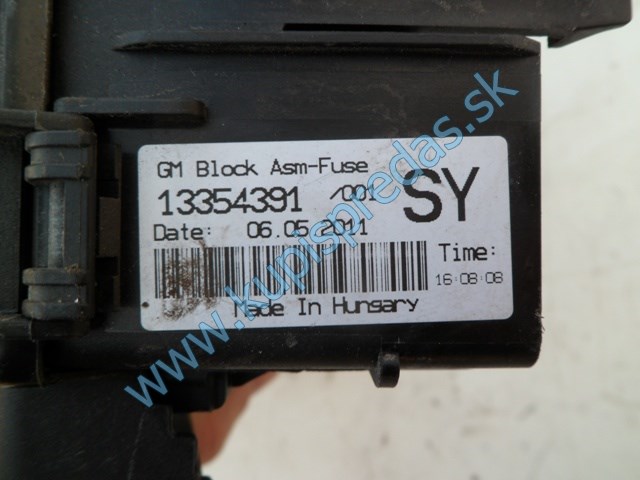 GM Block Asm-Fuse
13354391 /001 SY
Date: 06.05.2011
Time:
16:08:08
Made In Hungary
www.kupispredas.sk